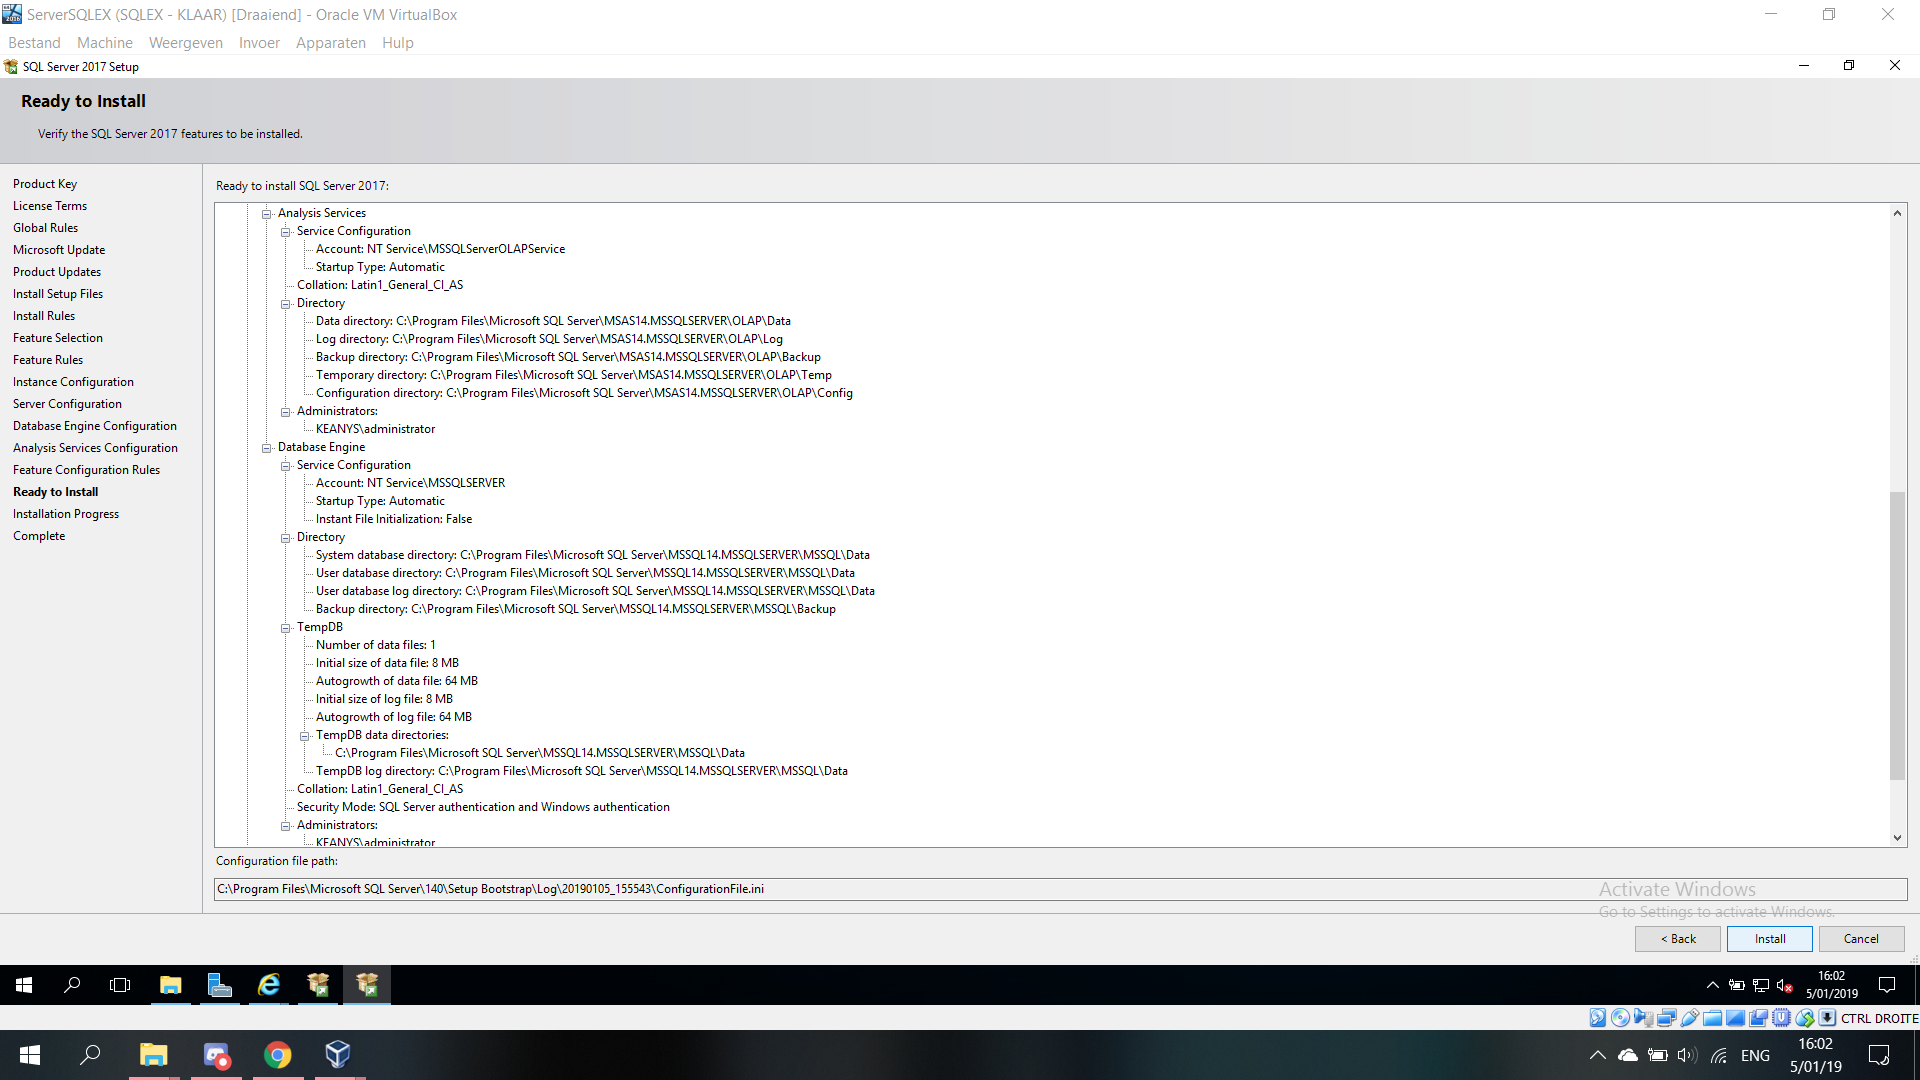 ServerSQLEX (SQLEX - KLAAR) [Draaiend] - Oracle VM VirtualBox
Bestand Machine Weergeven Invoer Apparaten Hulp
SQL Server 2017 Setup
Ready to Install
Verify the SQL Server 2017 features to be installed.
Product Key
License Terms
Global Rules
Microsoft Update
Product Updates
Install Setup Files
Install Rules
Feature Selection
Feature Rules
Instance Configuration
Server Configuration
Database Engine Configuration
Analysis Services Configuration
Feature Configuration Rules
Ready to Install
Installation Progress
Complete
Ready to install SQL Server 2017:
Analysis Services
Service Configuration
Account: NT Service\MSSQLServerOLAPService
Startup Type: Automatic
Collation: Latin1_General_CI_AS
Directory
Data directory: C:\Program Files\Microsoft SQL Server\MSAS14.MSSQLSERVER\OLAP\Data
Log directory: C:\Program Files\Microsoft SQL Server\MSAS14.MSSQLSERVER\OLAP\Log
Backup directory: C:\Program Files\Microsoft SQL Server\MSAS14.MSSQLSERVER\OLAP\Backup
Temporary directory: C:\Program Files\Microsoft SQL Server\MSAS14.MSSQLSERVER\OLAP\Temp
Configuration directory: C:\Program Files\Microsoft SQL Server\MSAS14.MSSQLSERVER\OLAP\Config
Administrators:
KEANYS\administrator
Database Engine
Service Configuration
Account: NT Service\MSSQLSERVER
Startup Type: Automatic
Instant File Initialization: False
Directory
System database directory: C:\Program Files\Microsoft SQL Server\MSSQL14.MSSQLSERVER\MSSQL\Data
User database directory: C:\Program Files\Microsoft SQL Server\MSSQL14.MSSQLSERVER\MSSQL\Data
User database log directory: C:\Program Files\Microsoft SQL Server\MSSQL14.MSSQLSERVER\MSSQL\Data
Backup directory: C:\Program Files\Microsoft SQL Server\MSSQL14.MSSQLSERVER\MSSQL\Backup
TempDB
Number of data files: 1
Initial size of data file: 8 MB
Autogrowth of data file: 64 MB
Initial size of log file: 8 MB
Autogrowth of log file: 64 MB
TempDB data directories:
C:\Program Files\Microsoft SQL Server\MSSQL14.MSSQLSERVER\MSSQL\Data
TempDB log directory: C:\Program Files\Microsoft SQL Server\MSSQL14.MSSQLSERVER\MSSQL\Data
Collation: Latin1_General_CI_AS
Security Mode: SQL Server authentication and Windows authentication
Administrators:
KEANYS\administrator
Configuration file path:
C:\Program Files\Microsoft SQL Server\140\Setup Bootstrap\Log\20190105_155543\ConfigurationFile.ini
Activate Windows
Go to Settings to activate Windows.
< Back Install Cancel
16:02
5/01/2019
CTRL DROITE
ENG
16:02
5/01/19